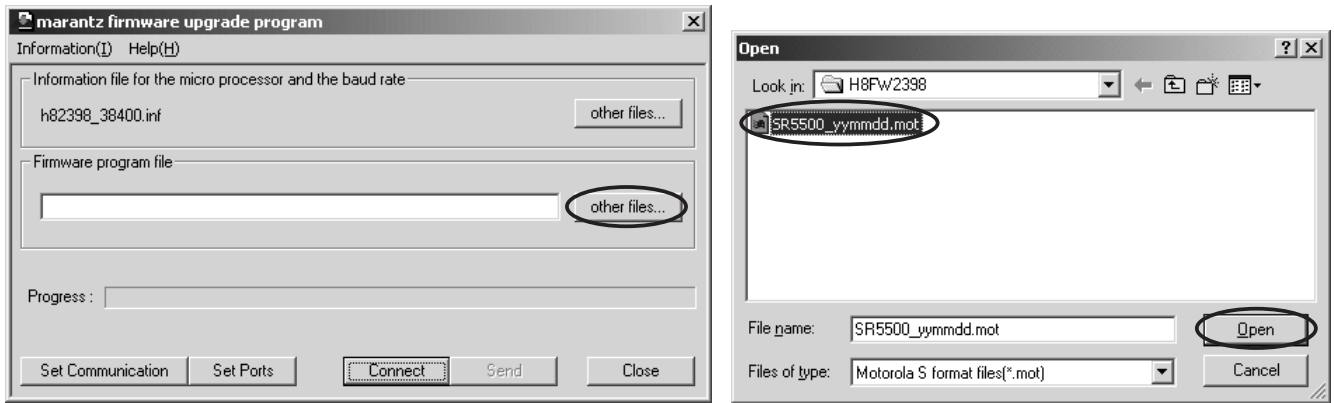 marantz firmware upgrade program
Information(I) Help(H)
Information file for the micro processor and the baud rate
h82398_38400.inf
other files...
Firmware program file
other files...
Progress :
Set Communication
Set Ports
Connect
Send
Close
Open
Look in:
H8FW2398
SR5500_yymmdd.mot
File name:
SR5500_yymmdd.mot
Open
Files of type:
Motorola S format files(*.mot)
Cancel